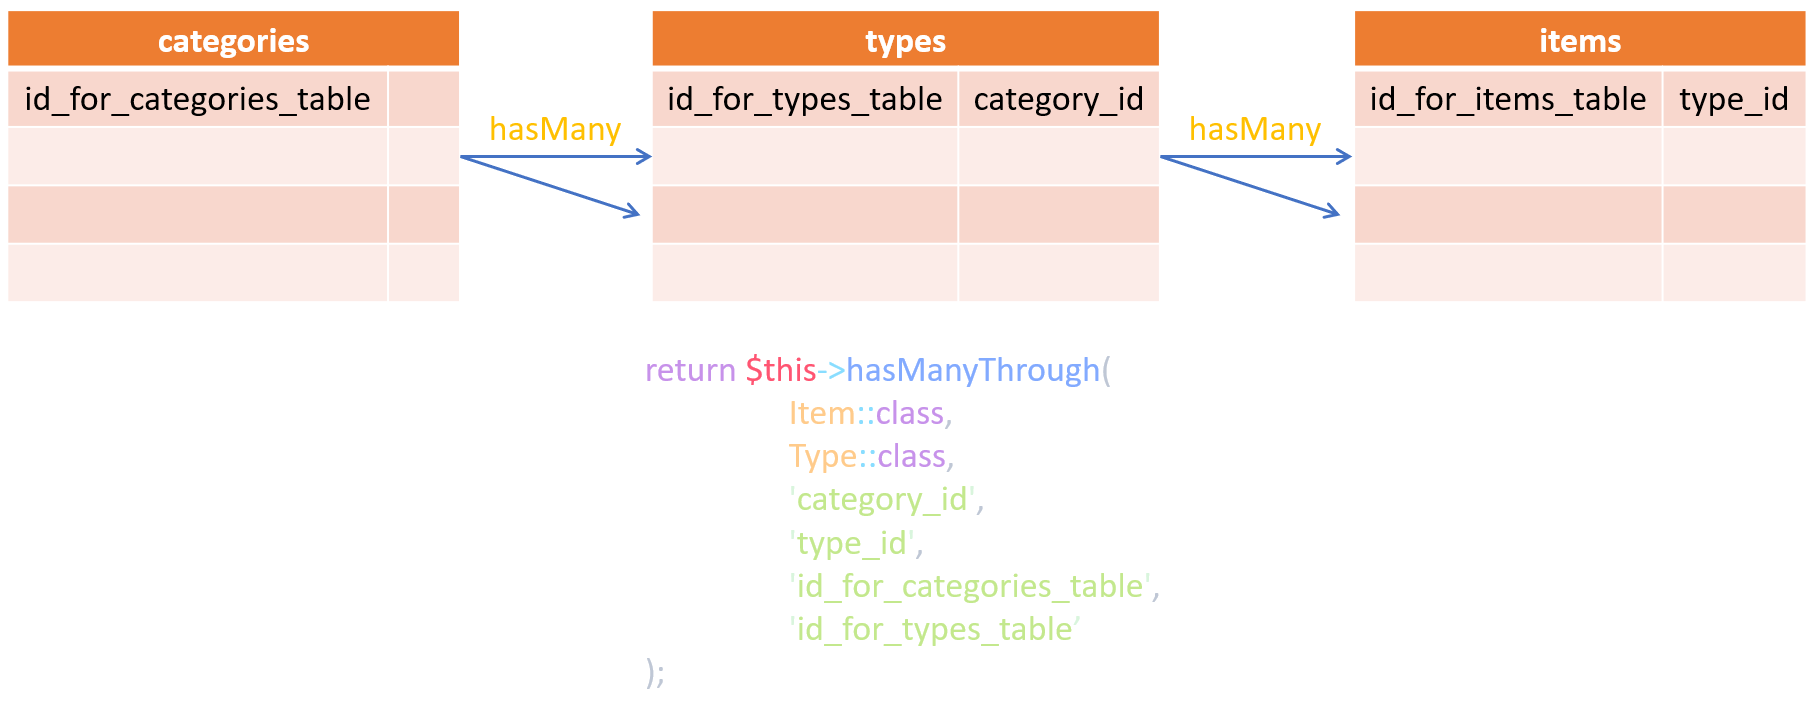 categories
types
items
id_for_categories_table
id_for_types_table category_id
id_for_items_table type_id
hasMany
hasMany
return $this->hasManyThrough(
Item::class,
Type::class,
'category_id',
'type_id',
'id_for_categories_table',
'id_for_types_table’
);